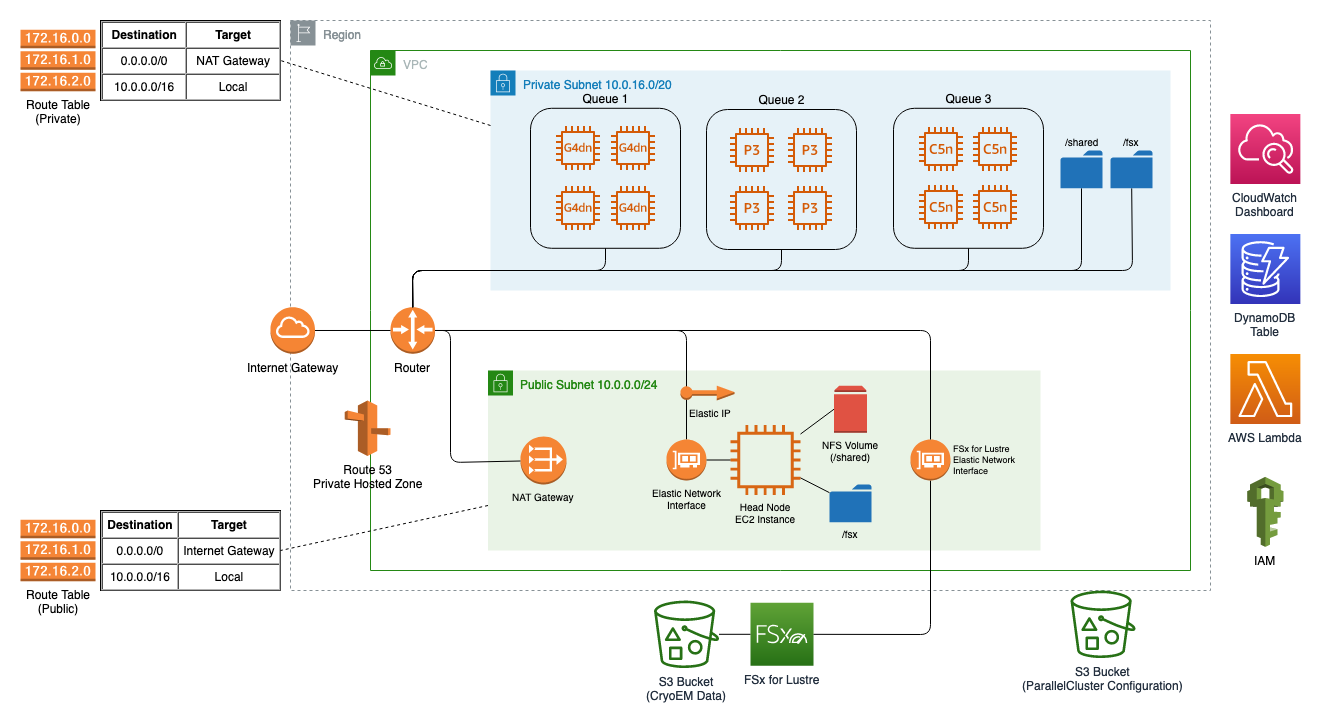 172.16.0.0
172.16.1.0
172.16.2.0
Route Table
(Private)
Destination Target
0.0.0.0/0 NAT Gateway
10.0.0.0/16 Local
Region
VPC
Private Subnet 10.0.16.0/20
Queue 1
G4dn G4dn
G4dn G4dn
Queue 2
P3 P3
P3 P3
Queue 3
C5n C5n
C5n C5n
/shared
/fsx
CloudWatch
Dashboard
DynamoDB
Table
AWS Lambda
IAM
Internet Gateway
Router
Route 53
Private Hosted Zone
Public Subnet 10.0.0.0/24
Elastic IP
NAT Gateway
Elastic Network
Interface
Head Node
EC2 Instance
NFS Volume
(/shared)
/fsx
FSx for Lustre
Elastic Network
Interface
172.16.0.0
172.16.1.0
172.16.2.0
Route Table
(Public)
Destination Target
0.0.0.0/0 Internet Gateway
10.0.0.0/16 Local
S3 Bucket
(CryoEM Data)
FSx
FSx for Lustre
S3 Bucket
(ParallelCluster Configuration)